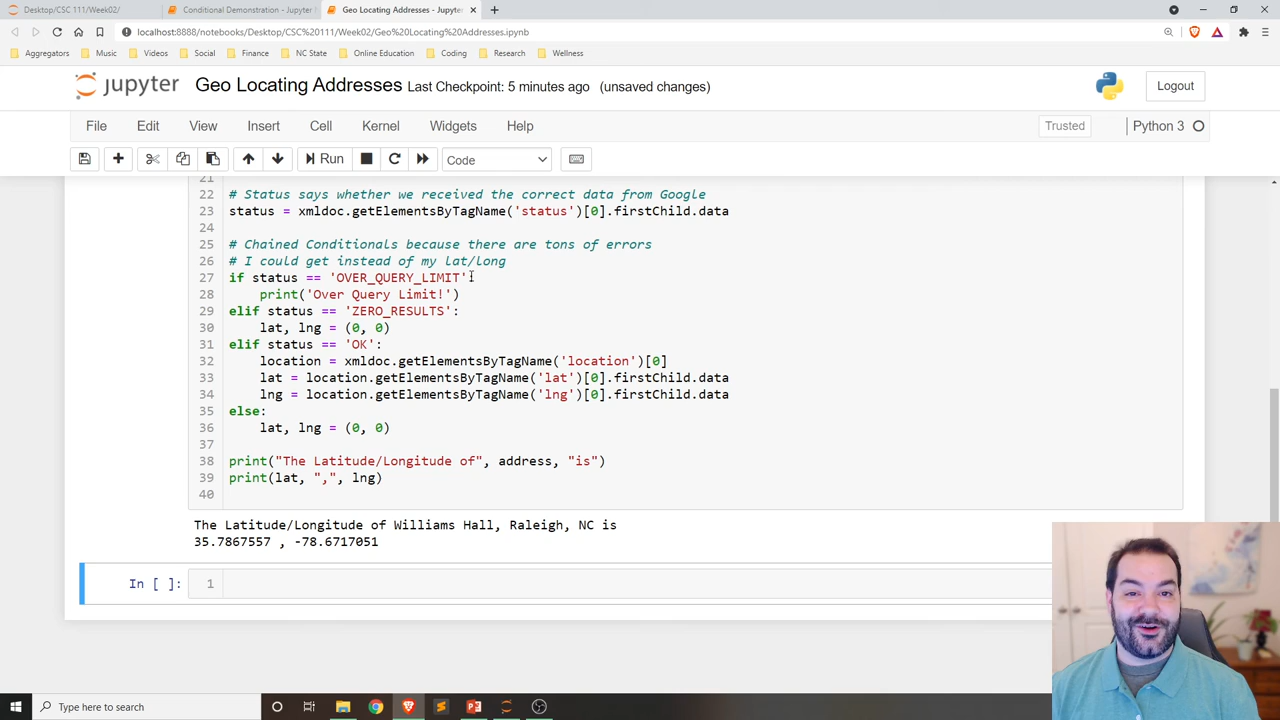 Desktop/CSC 111/Week02/
Conditional Demonstration - Jupyter
Geo Locating Addresses - Jupyter
localhost:8888/notebooks/Desktop/CSC%20111/Week02/Geo%20Locating%20Addresses.ipynb
Aggregators Music Videos Social Finance NC State Online Education Coding Research Wellness
jupyter Geo Locating Addresses Last Checkpoint: 5 minutes ago (unsaved changes) Logout
File Edit View Insert Cell Kernel Widgets Help Trusted Python 3
Run Code
21
22 # Status says whether we received the correct data from Google
23 status = xmldoc.getElementsByTagName('status')[0].firstChild.data
24
25 # Chained Conditionals because there are tons of errors
26 # I could get instead of my lat/long
27 if status == 'OVER_QUERY_LIMIT'
28 print('Over Query Limit!')
29 elif status == 'ZERO_RESULTS':
30 lat, lng = (0, 0)
31 elif status == 'OK':
32 location = xmldoc.getElementsByTagName('location')[0]
33 lat = location.getElementsByTagName('lat')[0].firstChild.data
34 lng = location.getElementsByTagName('lng')[0].firstChild.data
35 else:
36 lat, lng = (0, 0)
37
38 print("The Latitude/Longitude of", address, "is")
39 print(lat, ",", lng)
40
The Latitude/Longitude of Williams Hall, Raleigh, NC is
35.7867557 , -78.6717051
In [ ]: 1
Type here to search